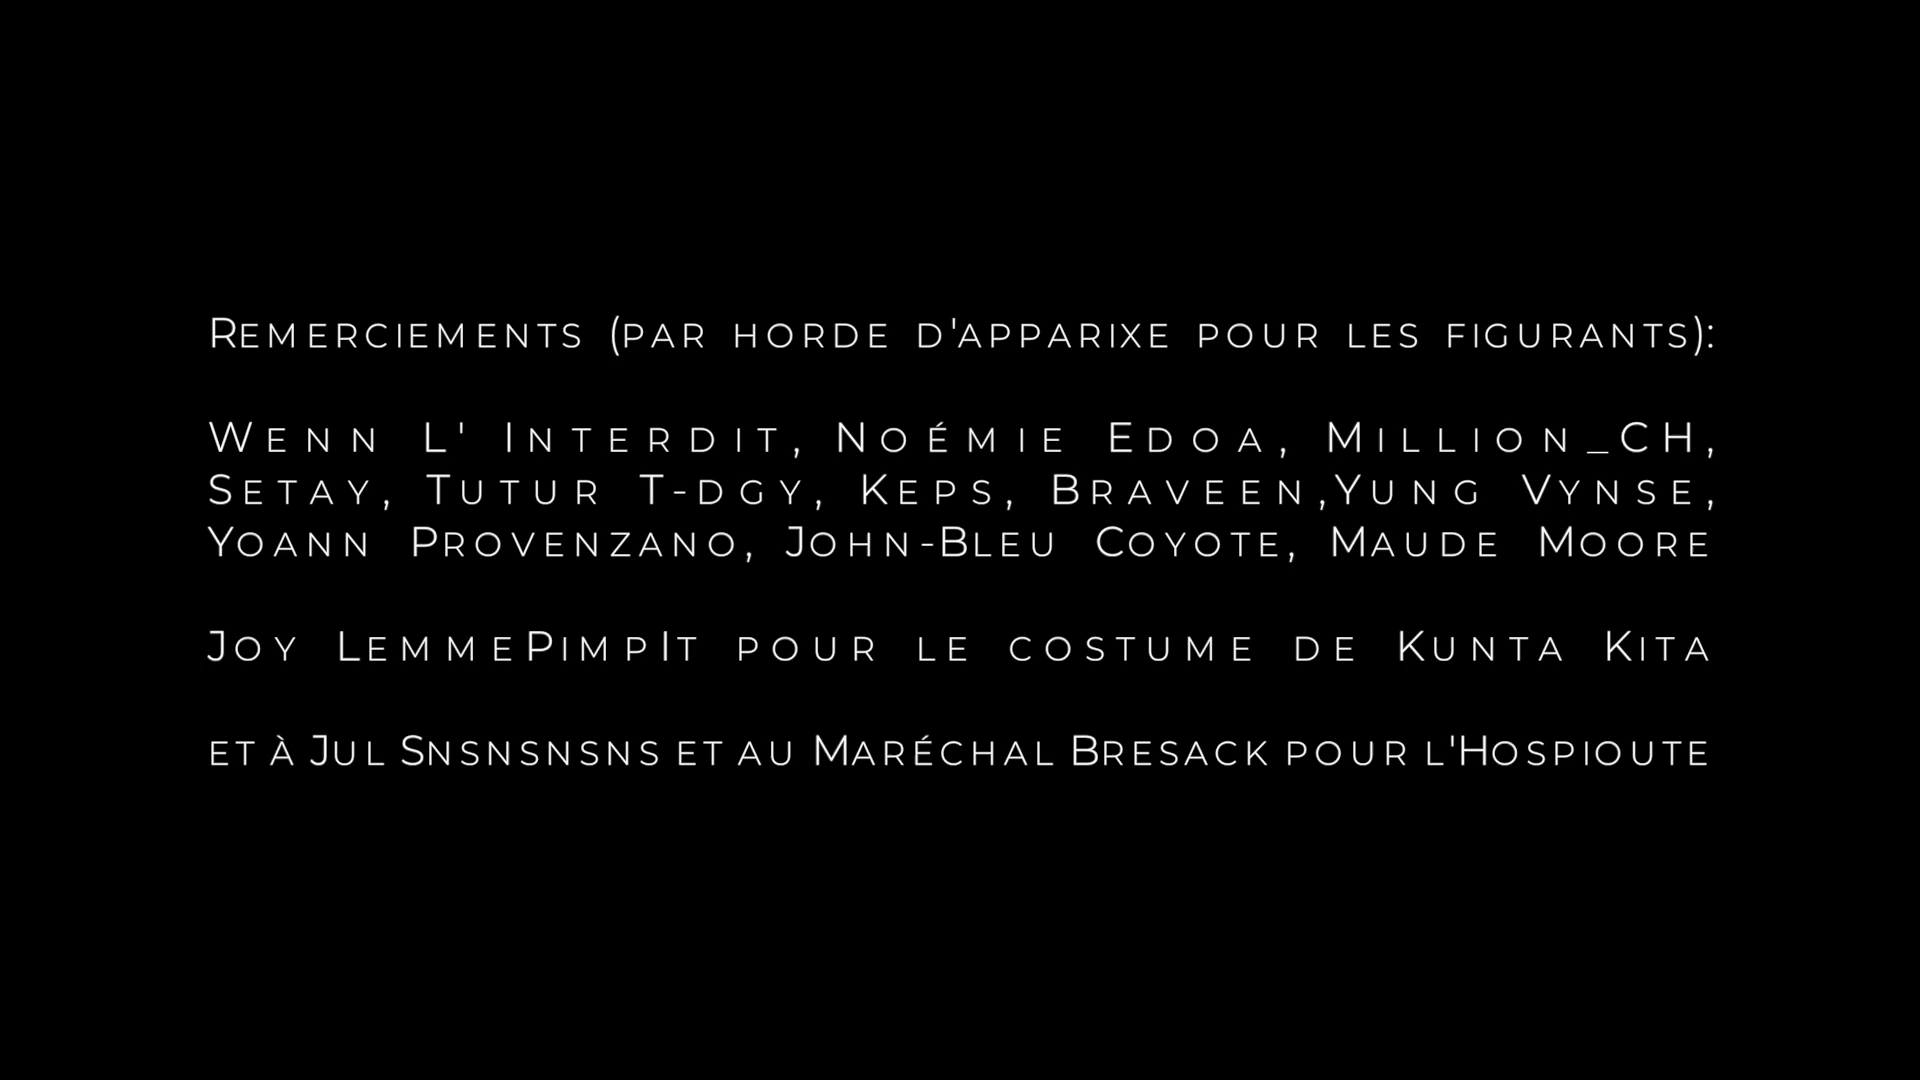 Remerciements (par horde d'apparixe pour les figurants):
Wenn L' Interdit, Noémie Edoa, Million_CH,
Setay, Tutur T-dgy, Keps, Braveen,Yung Vynse,
Yoann Provenzano, John-Bleu Coyote, Maude Moore
Joy LemmePimpIt pour le costume de Kunta Kita
et à Jul Snsnsnsns et au Maréchal Bresack pour l'Hospioute